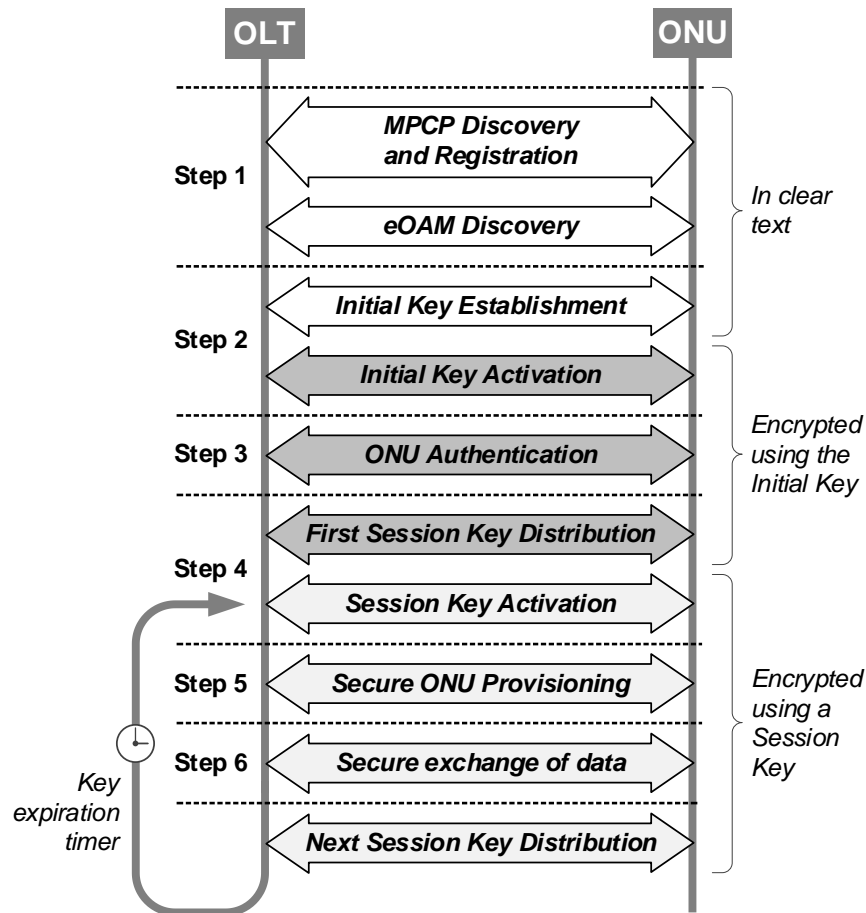 OLT
ONU
Step 1
MPCP Discovery
and Registration
eOAM Discovery
In clear
text
Step 2
Initial Key Establishment
Initial Key Activation
Step 3
ONU Authentication
Encrypted
using the
Initial Key
Step 4
First Session Key Distribution
Session Key Activation
Step 5
Secure ONU Provisioning
Encrypted
using a
Session
Key
Step 6
Secure exchange of data
Key
expiration
timer
Next Session Key Distribution